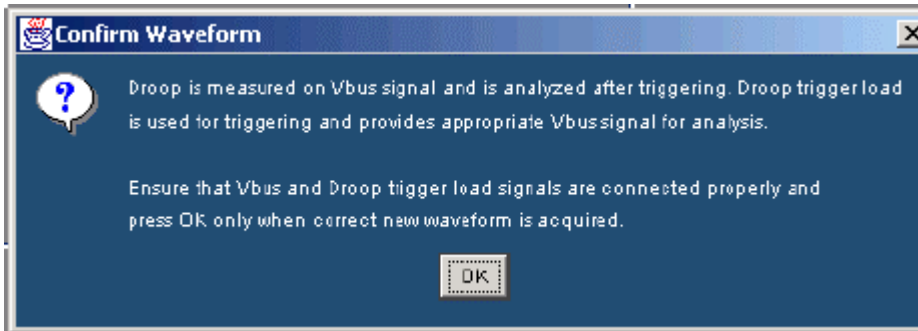 Confirm Waveform
Droop is measured on Vbus signal and is analyzed after triggering. Droop trigger load
is used for triggering and provides appropriate Vbus signal for analysis.
Ensure that Vbus and Droop trigger load signals are connected properly and
press OK only when correct new waveform is acquired.
OK